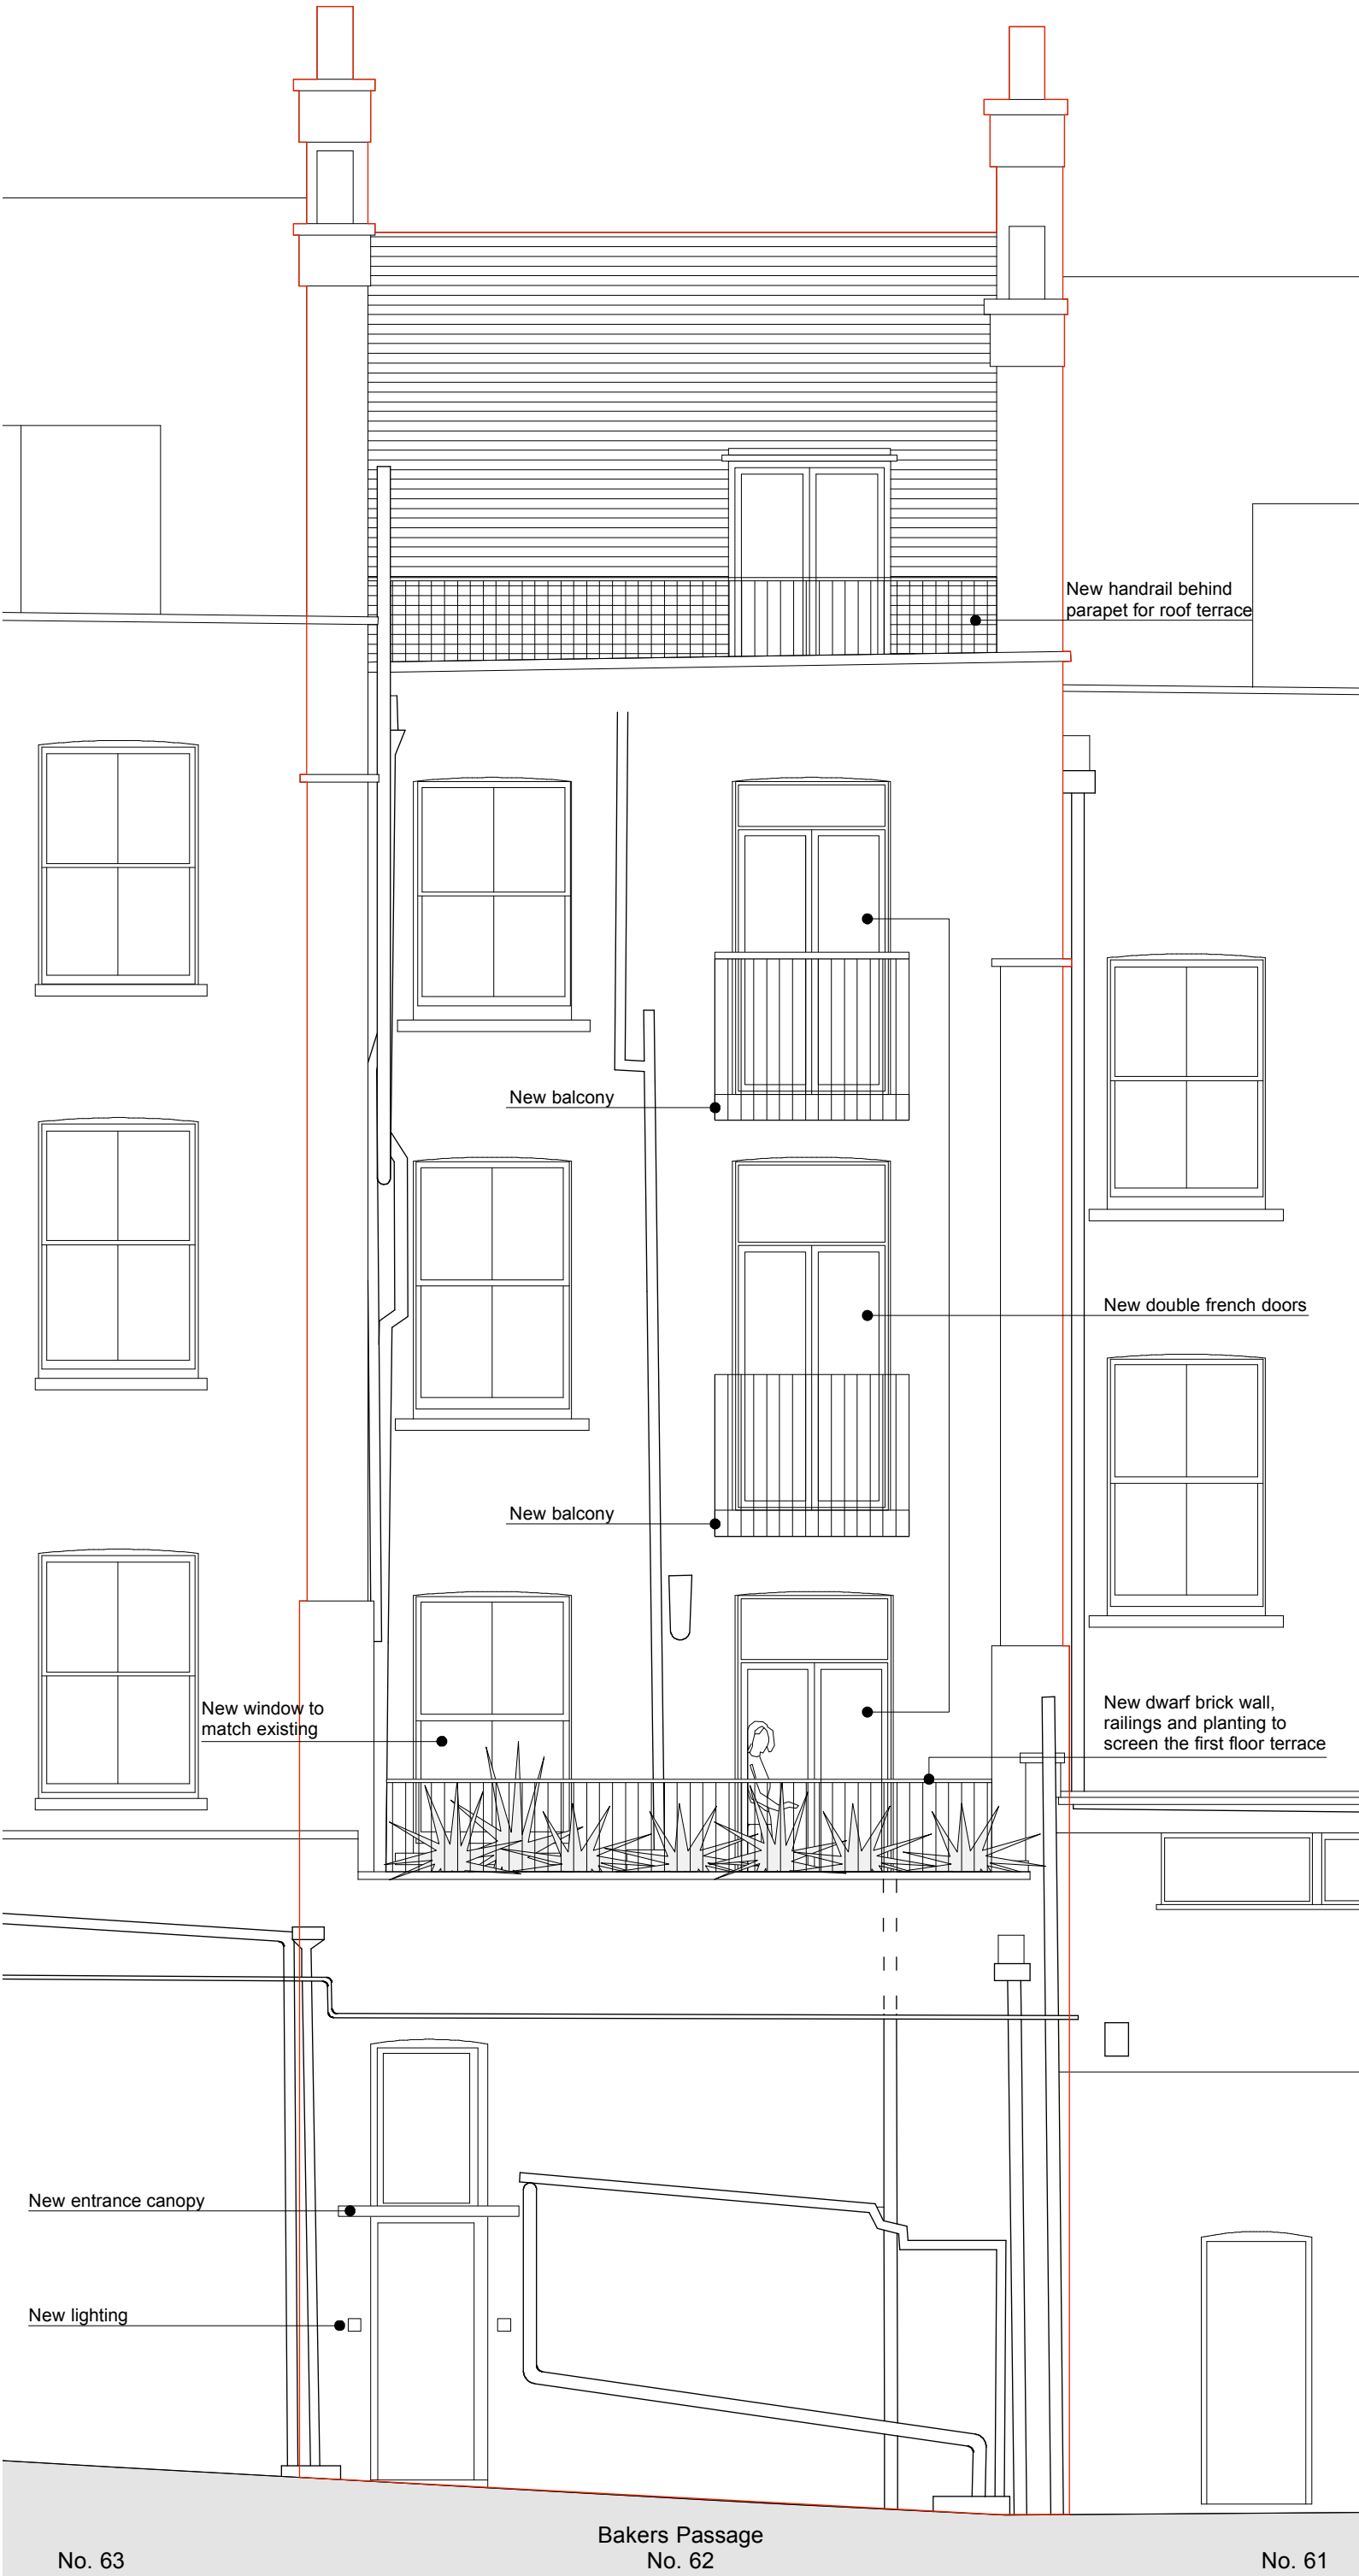 New handrail behind
parapet for roof terrace
New balcony
New double french doors
New balcony
New window to
match existing
New dwarf brick wall,
railings and planting to
screen the first floor terrace
New entrance canopy
New lighting
Bakers Passage
No. 63
No. 62
No. 61